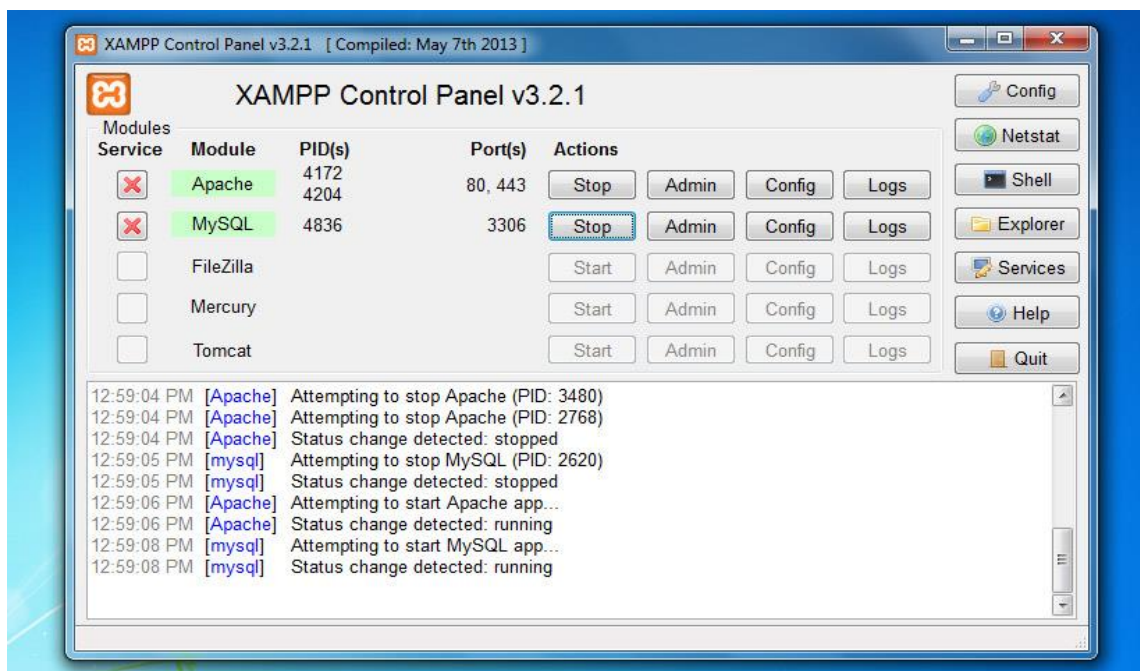 XAMPP Control Panel v3.2.1 [ Compiled: May 7th 2013 ]
XAMPP Control Panel v3.2.1
Config
Modules
Service Module PID(s) Port(s) Actions
Netstat
Apache 4172 4204 80, 443 Stop Admin Config Logs
Shell
MySQL 4836 3306 Stop Admin Config Logs
Explorer
FileZilla Start Admin Config Logs
Services
Mercury Start Admin Config Logs
Help
Tomcat Start Admin Config Logs
Quit
12:59:04 PM [Apache] Attempting to stop Apache (PID: 3480)
12:59:04 PM [Apache] Attempting to stop Apache (PID: 2768)
12:59:04 PM [Apache] Status change detected: stopped
12:59:05 PM [mysql] Attempting to stop MySQL (PID: 2620)
12:59:05 PM [mysql] Status change detected: stopped
12:59:06 PM [Apache] Attempting to start Apache app...
12:59:06 PM [Apache] Status change detected: running
12:59:08 PM [mysql] Attempting to start MySQL app...
12:59:08 PM [mysql] Status change detected: running